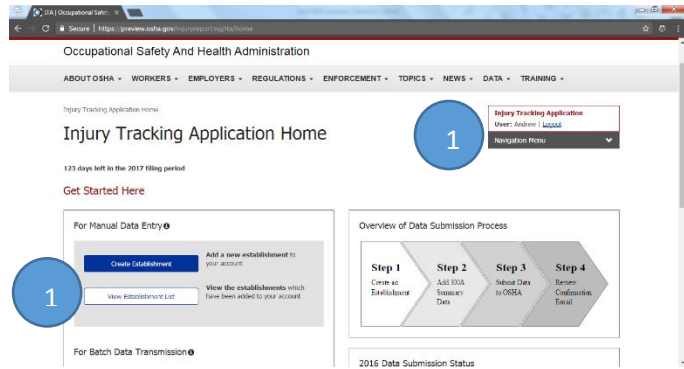 ITA | Occupational Safet
Secure | https://preview.osha.gov/injuryreporting/ita/home
Occupational Safety And Health Administration
ABOUT OSHA WORKERS EMPLOYERS REGULATIONS ENFORCEMENT TOPICS NEWS DATA TRAINING
Injury Tracking Application Home
Injury Tracking Application
User: Andrew | Logout
Navigation Menu
1
Injury Tracking Application Home
123 days left in the 2017 filing period
Get Started Here
For Manual Data Entry
Create Establishment
Add a new establishment to
your account
View Establishment List
View the establishments which
have been added to your account
1
For Batch Data Transmission
Overview of Data Submission Process
Step 1
Create an
Establishment
Step 2
Add 300A
Summary
Data
Step 3
Submit Data
to OSHA
Step 4
Review
Confirmation
Email
2016 Data Submission Status